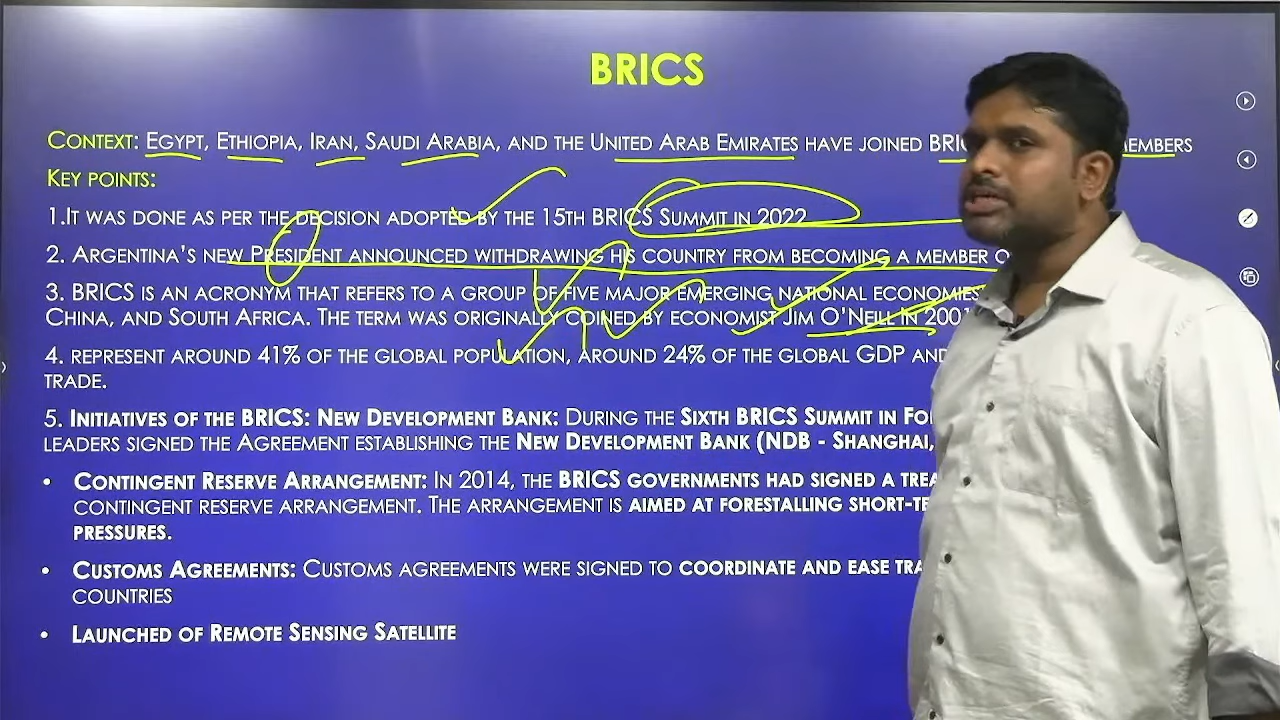 BRICS
Context: Egypt, Ethiopia, Iran, Saudi Arabia, and the United Arab Emirates have joined BRIC members
Key points:
1.It was done as per the decision adopted by the 15th BRICS Summit in 2022
2. Argentina's new President announced withdrawing his country from becoming a member
3. BRICS is an acronym that refers to a group of five major emerging national economies
China, and South Africa. The term was originally coined by economist Jim O'Neill in 2001
4. represent around 41% of the global population, around 24% of the global GDP and
trade.
5. Initiatives of the BRICS: New Development Bank: During the Sixth BRICS Summit in
leaders signed the Agreement establishing the New Development Bank (NDB - Shanghai,
• Contingent Reserve Arrangement: In 2014, the BRICS governments had signed a
contingent reserve arrangement. The arrangement is aimed at forestalling
pressures.
• Customs Agreements: Customs agreements were signed to coordinate and ease
countries
• Launched of Remote Sensing Satellite